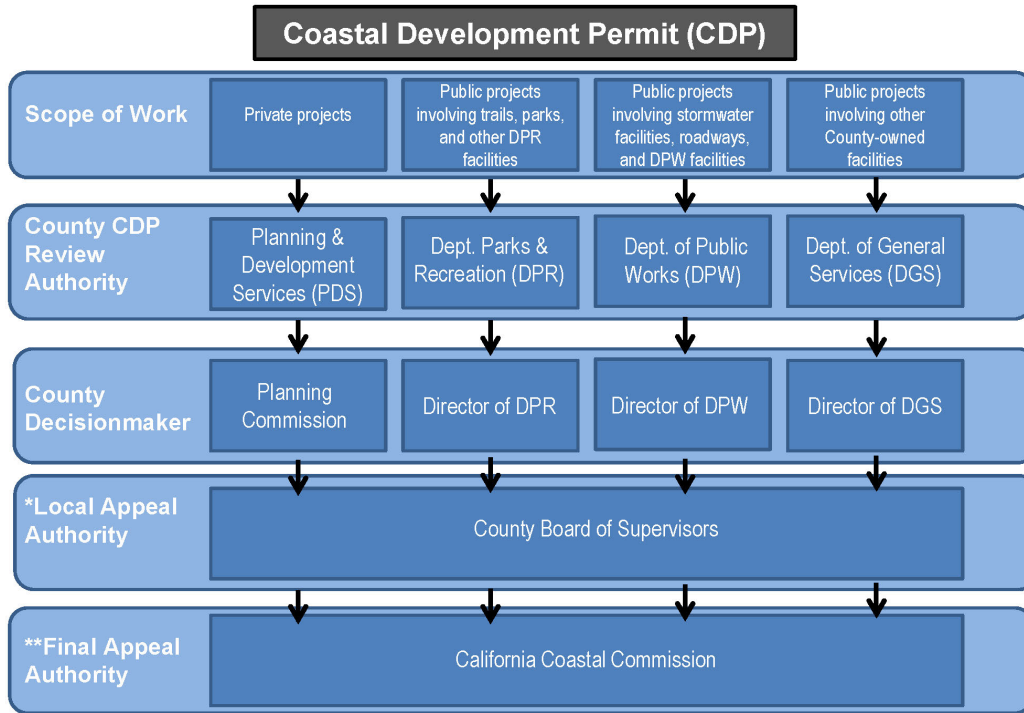 Coastal Development Permit (CDP)
Scope of Work
Private projects
Public projects
involving trails, parks,
and other DPR
facilities
Public projects
involving stormwater
facilities, roadways,
and DPW facilities
Public projects
involving other
County-owned
facilities
County CDP
Review
Authority
Planning &
Development
Services (PDS)
Dept. Parks &
Recreation (DPR)
Dept. of Public
Works (DPW)
Dept. of General
Services (DGS)
County
Decisionmaker
Planning
Commission
Director of DPR
Director of DPW
Director of DGS
*Local Appeal
Authority
County Board of Supervisors
**Final Appeal
Authority
California Coastal Commission